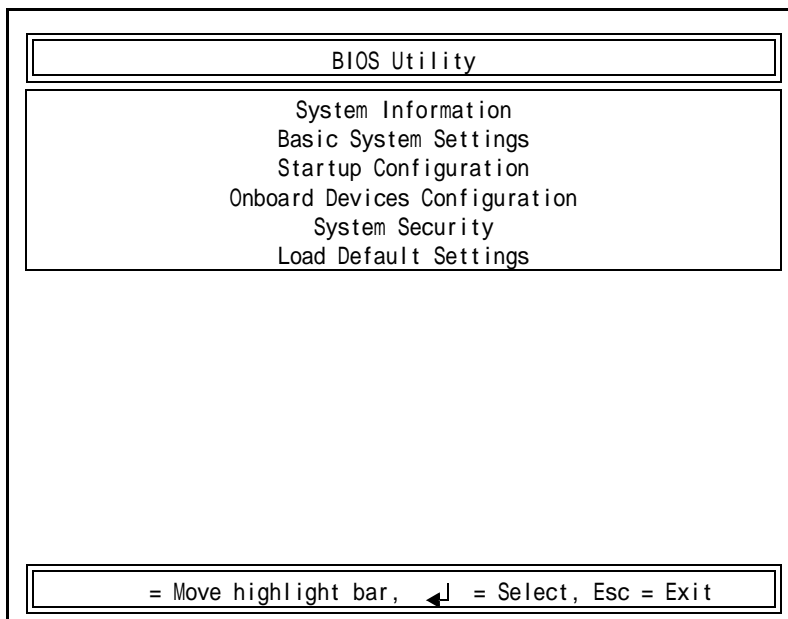 BIOS Utility
System Information
Basic System Settings
Startup Configuration
Onboard Devices Configuration
System Security
Load Default Settings
= Move highlight bar, ↵ = Select, Esc = Exit